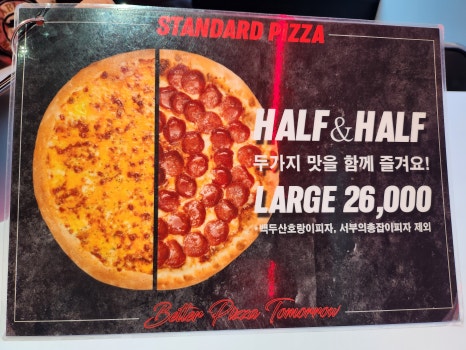 STANDARD PIZZA
HALF & HALF
두가지 맛을 함께 즐겨요!
LARGE 26,000
*백두산호랑이피자, 서부의총잡이피자 제외
Better Pizza Tomorrow